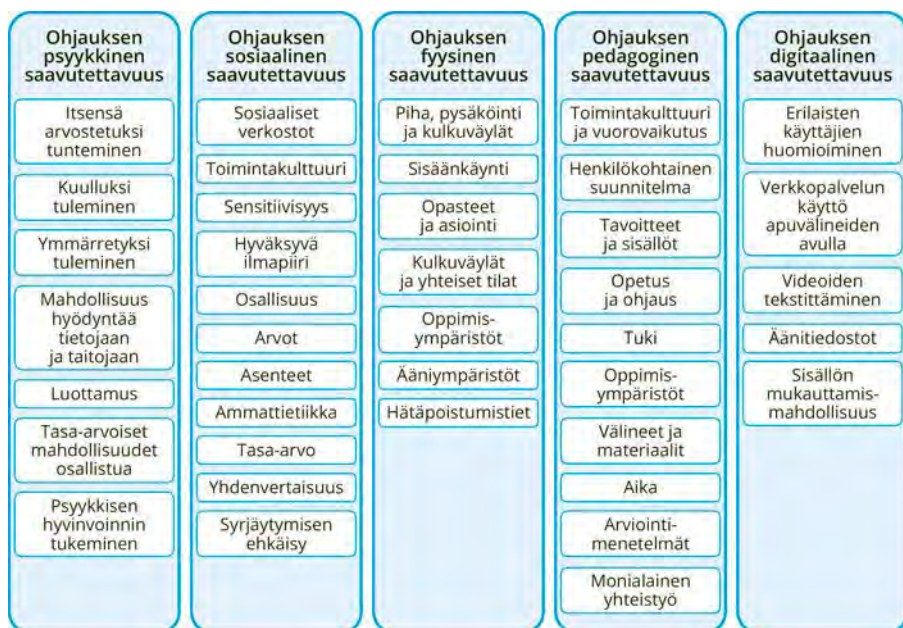 Ohjauksen
psyykkinen
saavutettavuus
Itsensä
arvostetuksi
tunteminen
Kuulluksi
tuleminen
Ymmärretyksi
tuleminen
Mahdollisuus
hyödyntää
tietojaan
ja taitojaan
Luottamus
Tasa-arvoiset
mahdollisuudet
osallistua
Psyykkisen
hyvinvoinnin
tukeminen
Ohjauksen
sosiaalinen
saavutettavuus
Sosiaaliset
verkostot
Toimintakulttuuri
Sensitiivisyys
Hyväksyvä
ilmapiiri
Osallisuus
Arvot
Asenteet
Ammattietiikka
Tasa-arvo
Yhdenvertaisuus
Syrjäytymisen
ehkäisy
Ohjauksen
fyysinen
saavutettavuus
Piha, pysäköinti
ja kulkuväylät
Sisäänkäynti
Opasteet
ja asiointi
Kulkuväylät
ja yhteiset tilat
Oppimis-
ympäristöt
Ääniympäristöt
Hätäpoistumistiet
Ohjauksen
pedagoginen
saavutettavuus
Toimintakulttuuri
ja vuorovaikutus
Henkilökohtainen
suunnitelma
Tavoitteet
ja sisällöt
Opetus
ja ohjaus
Tuki
Oppimis-
ympäristöt
Välineet ja
materiaalit
Aika
Arviointi-
menetelmät
Monialainen
yhteistyö
Ohjauksen
digitaalinen
saavutettavuus
Erilaisten
käyttäjien
huomioiminen
Verkkopalvelun
käyttö
apuvälineiden
avulla
Videoiden
tekstittäminen
Äänitiedostot
Sisällön
mukauttamis-
mahdollisuus